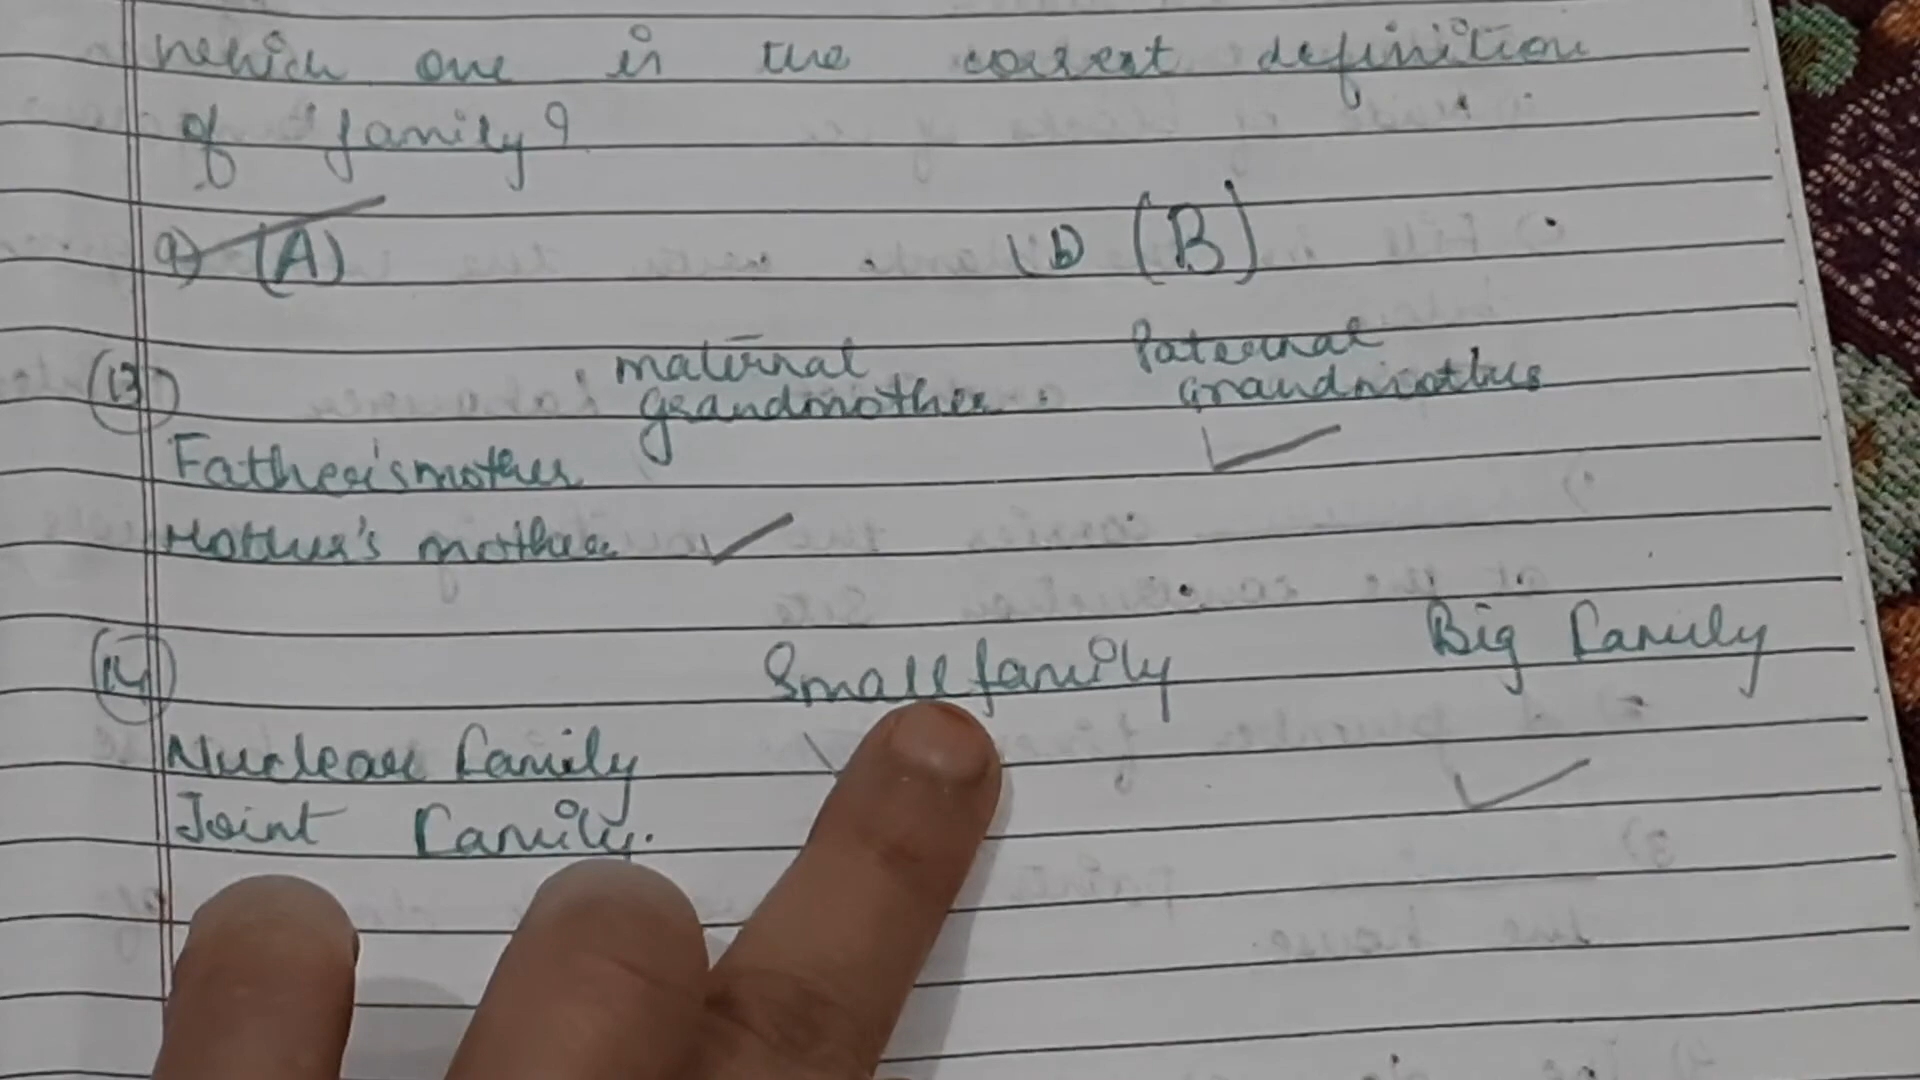 which one is the correct definition
of family?
a) (A) (b (B)
(13) maternal grandmother Paternal grandmother
Father's mother
Mother's mother
(14) Small family Big family
Nuclear family
Joint family.